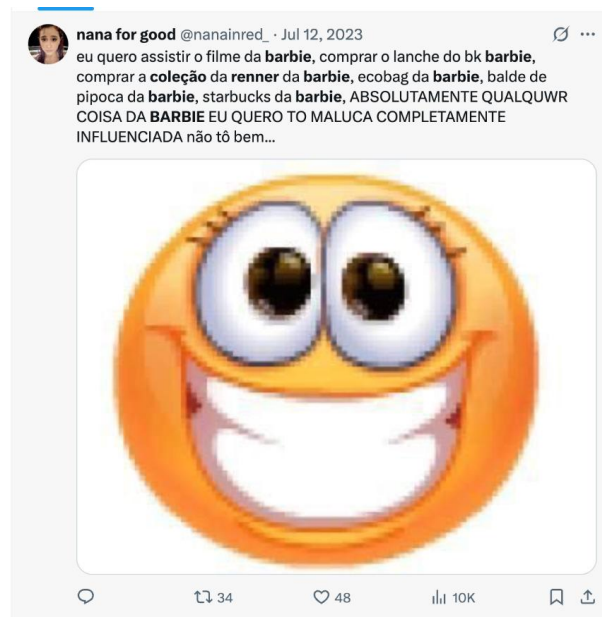 nana for good @nanainred_ · Jul 12, 2023
eu quero assistir o filme da barbie, comprar o lanche do bk barbie,
comprar a coleção da renner da barbie, ecobag da barbie, balde de
pipoca da barbie, starbucks da barbie, ABSOLUTAMENTE QUALQUWR
COISA DA BARBIE EU QUERO TO MALUCA COMPLETAMENTE
INFLUENCIADA não tô bem...
34 48 10K